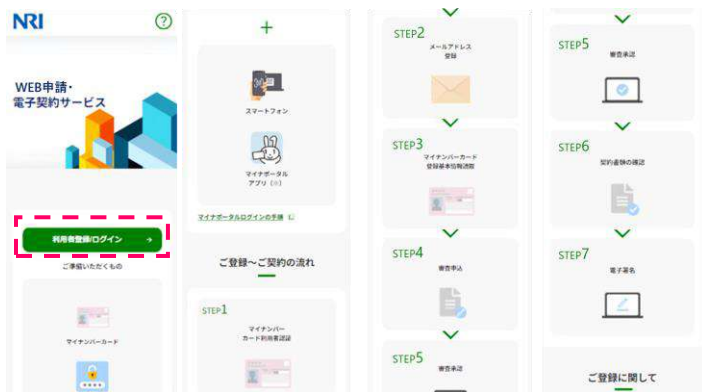 NRI
?
WEB申請・
電子契約サービス
利用者登録/ログイン →
ご準備いただくもの
マイナンバーカード
****
+
スマートフォン
マイナポータル
アプリ（※）
マイナポータルログインの手順
ご登録～ご契約の流れ
STEP1
マイナンバー
カード利用者認証
STEP2
メールアドレス
登録
STEP3
マイナンバーカード
登録基本情報読取
STEP4
審査申込
STEP5
審査承認
STEP5
審査承認
STEP6
契約書類の確認
STEP7
電子署名
ご登録に関して